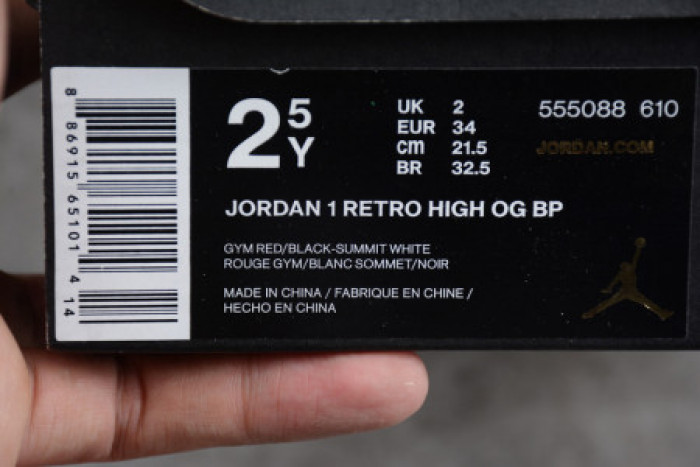 8 86915 65101 4 14
2 5 Y
UK 2
EUR 34
cm 21.5
BR 32.5
555088 610
JORDAN.COM
JORDAN 1 RETRO HIGH OG BP
GYM RED/BLACK-SUMMIT WHITE
ROUGE GYM/BLANC SOMMET/NOIR
MADE IN CHINA / FABRIQUE EN CHINE /
HECHO EN CHINA